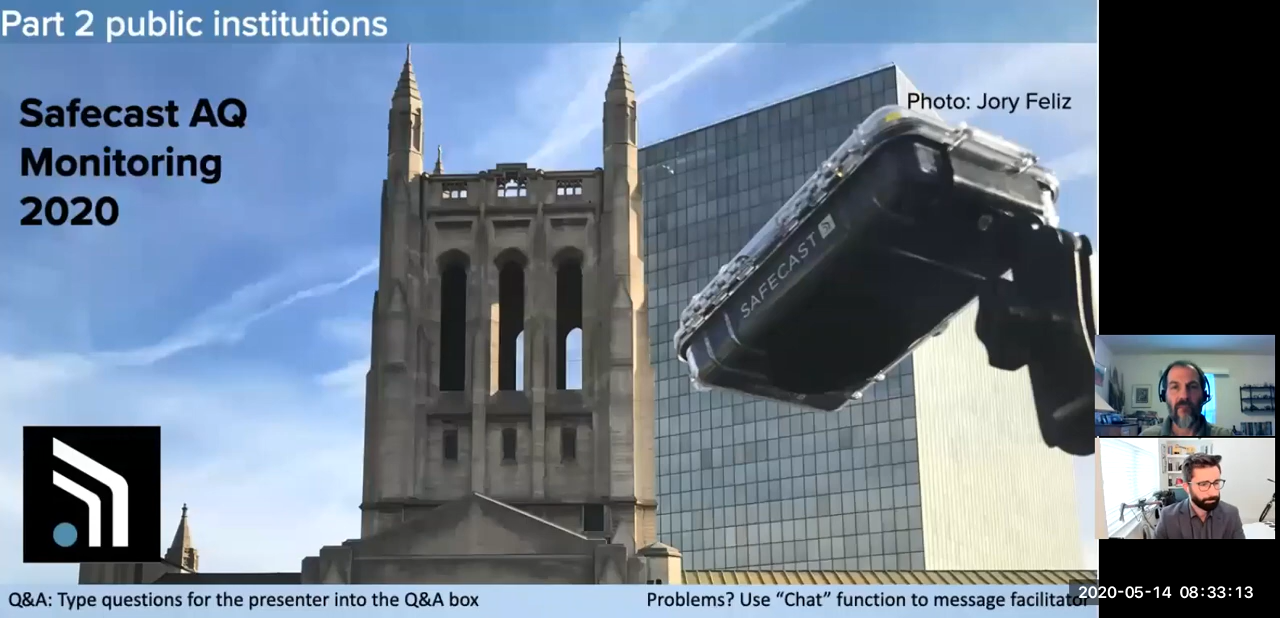 Part 2 public institutions
Safecast AQ
Monitoring
2020
Photo: Jory Feliz
SAFECAST
Q&A: Type questions for the presenter into the Q&A box
Problems? Use “Chat” function to message facilitator
2020-05-14 08:33:13